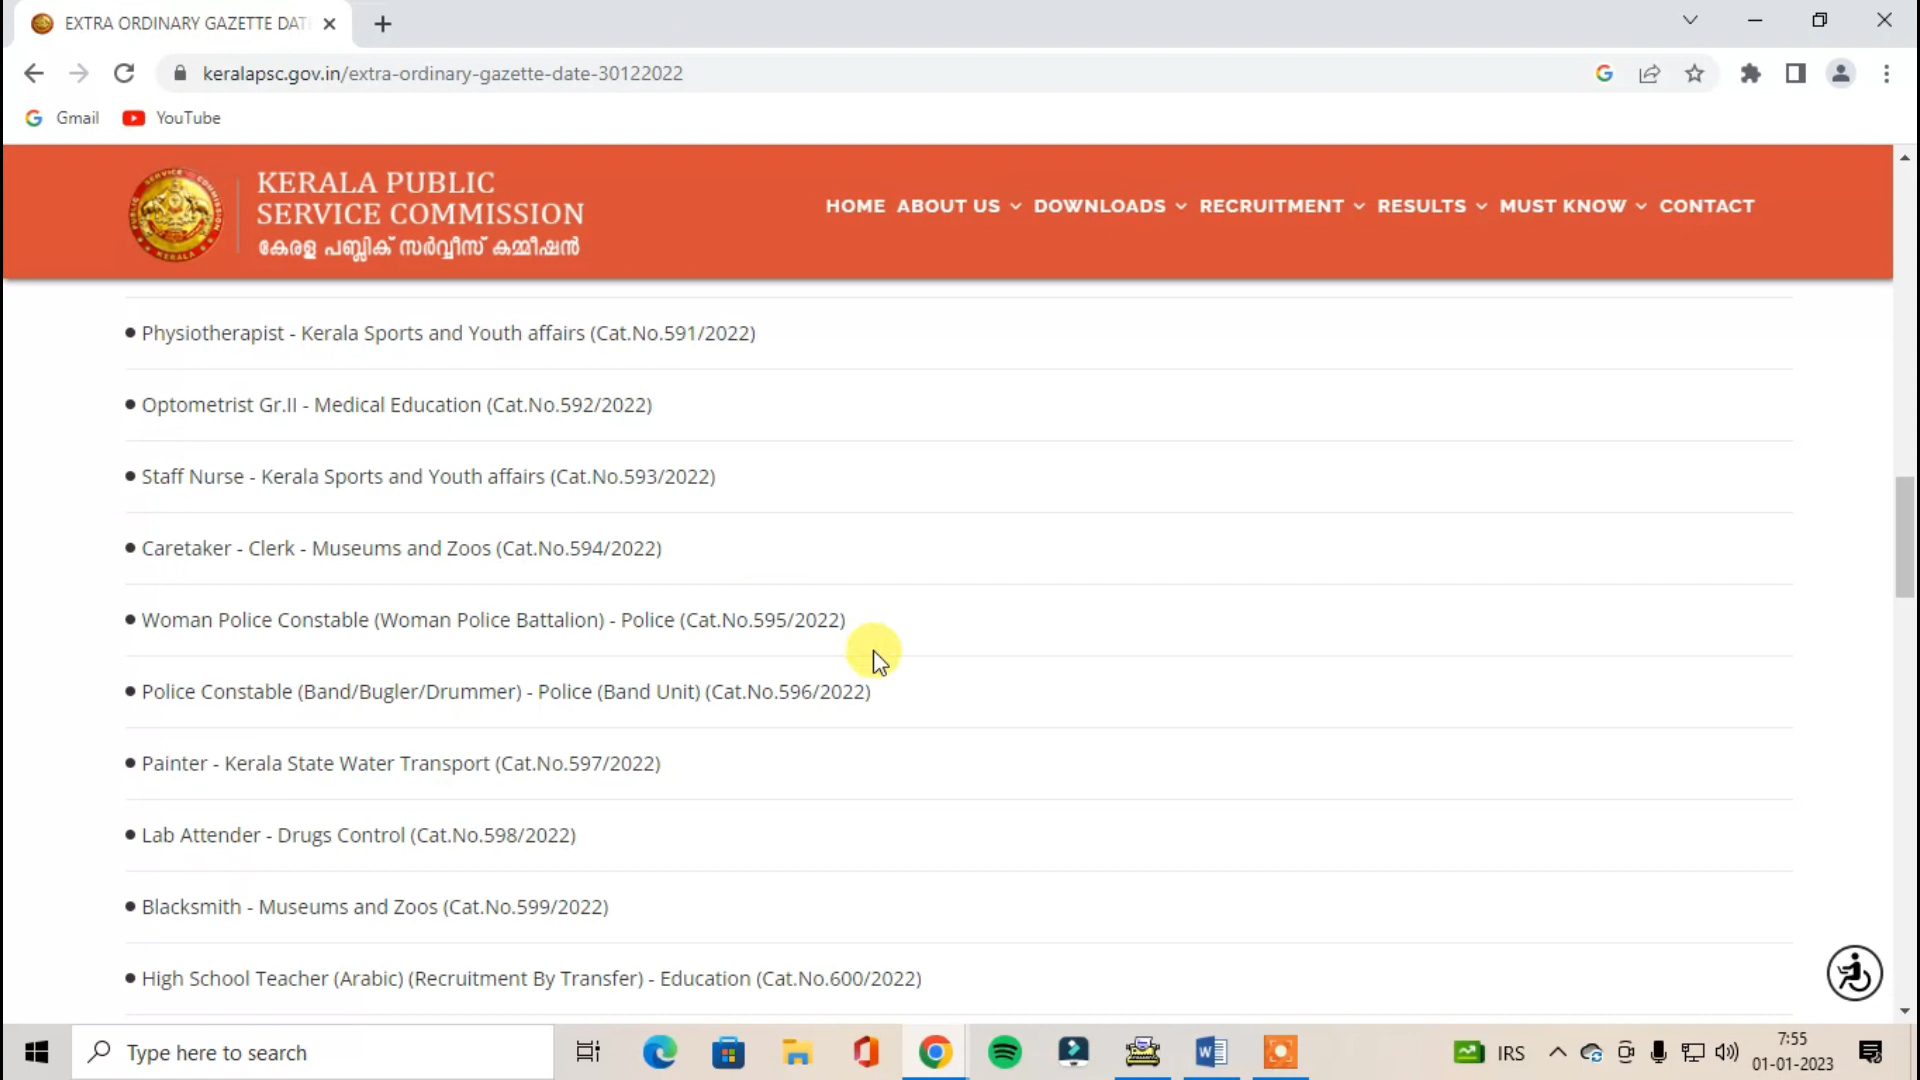 EXTRA ORDINARY GAZETTE DAT
keralapsc.gov.in/extra-ordinary-gazette-date-30122022
Gmail
YouTube
KERALA PUBLIC
SERVICE COMMISSION
കേരള പബ്ലിക് സർവ്വീസ് കമ്മീഷൻ
HOME ABOUT US DOWNLOADS RECRUITMENT RESULTS MUST KNOW CONTACT
Physiotherapist - Kerala Sports and Youth affairs (Cat.No.591/2022)
Optometrist Gr.II - Medical Education (Cat.No.592/2022)
Staff Nurse - Kerala Sports and Youth affairs (Cat.No.593/2022)
Caretaker - Clerk - Museums and Zoos (Cat.No.594/2022)
Woman Police Constable (Woman Police Battalion) - Police (Cat.No.595/2022)
Police Constable (Band/Bugler/Drummer) - Police (Band Unit) (Cat.No.596/2022)
Painter - Kerala State Water Transport (Cat.No.597/2022)
Lab Attender - Drugs Control (Cat.No.598/2022)
Blacksmith - Museums and Zoos (Cat.No.599/2022)
High School Teacher (Arabic) (Recruitment By Transfer) - Education (Cat.No.600/2022)
Type here to search
IRS
7:55
01-01-2023